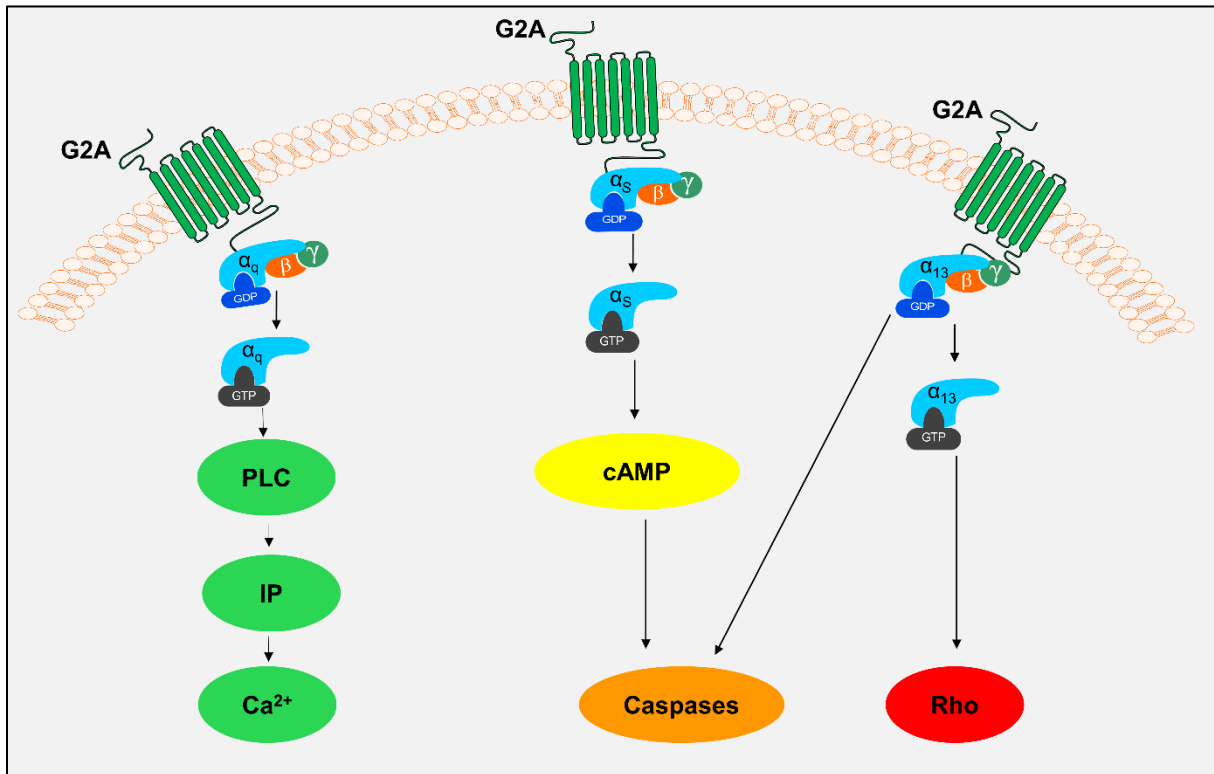 G2A
αq
β
γ
GDP
αq
GTP
PLC
IP
Ca²⁺
G2A
αS
β
γ
GDP
αS
GTP
cAMP
Caspases
G2A
α13
β
γ
GDP
α13
GTP
Rho